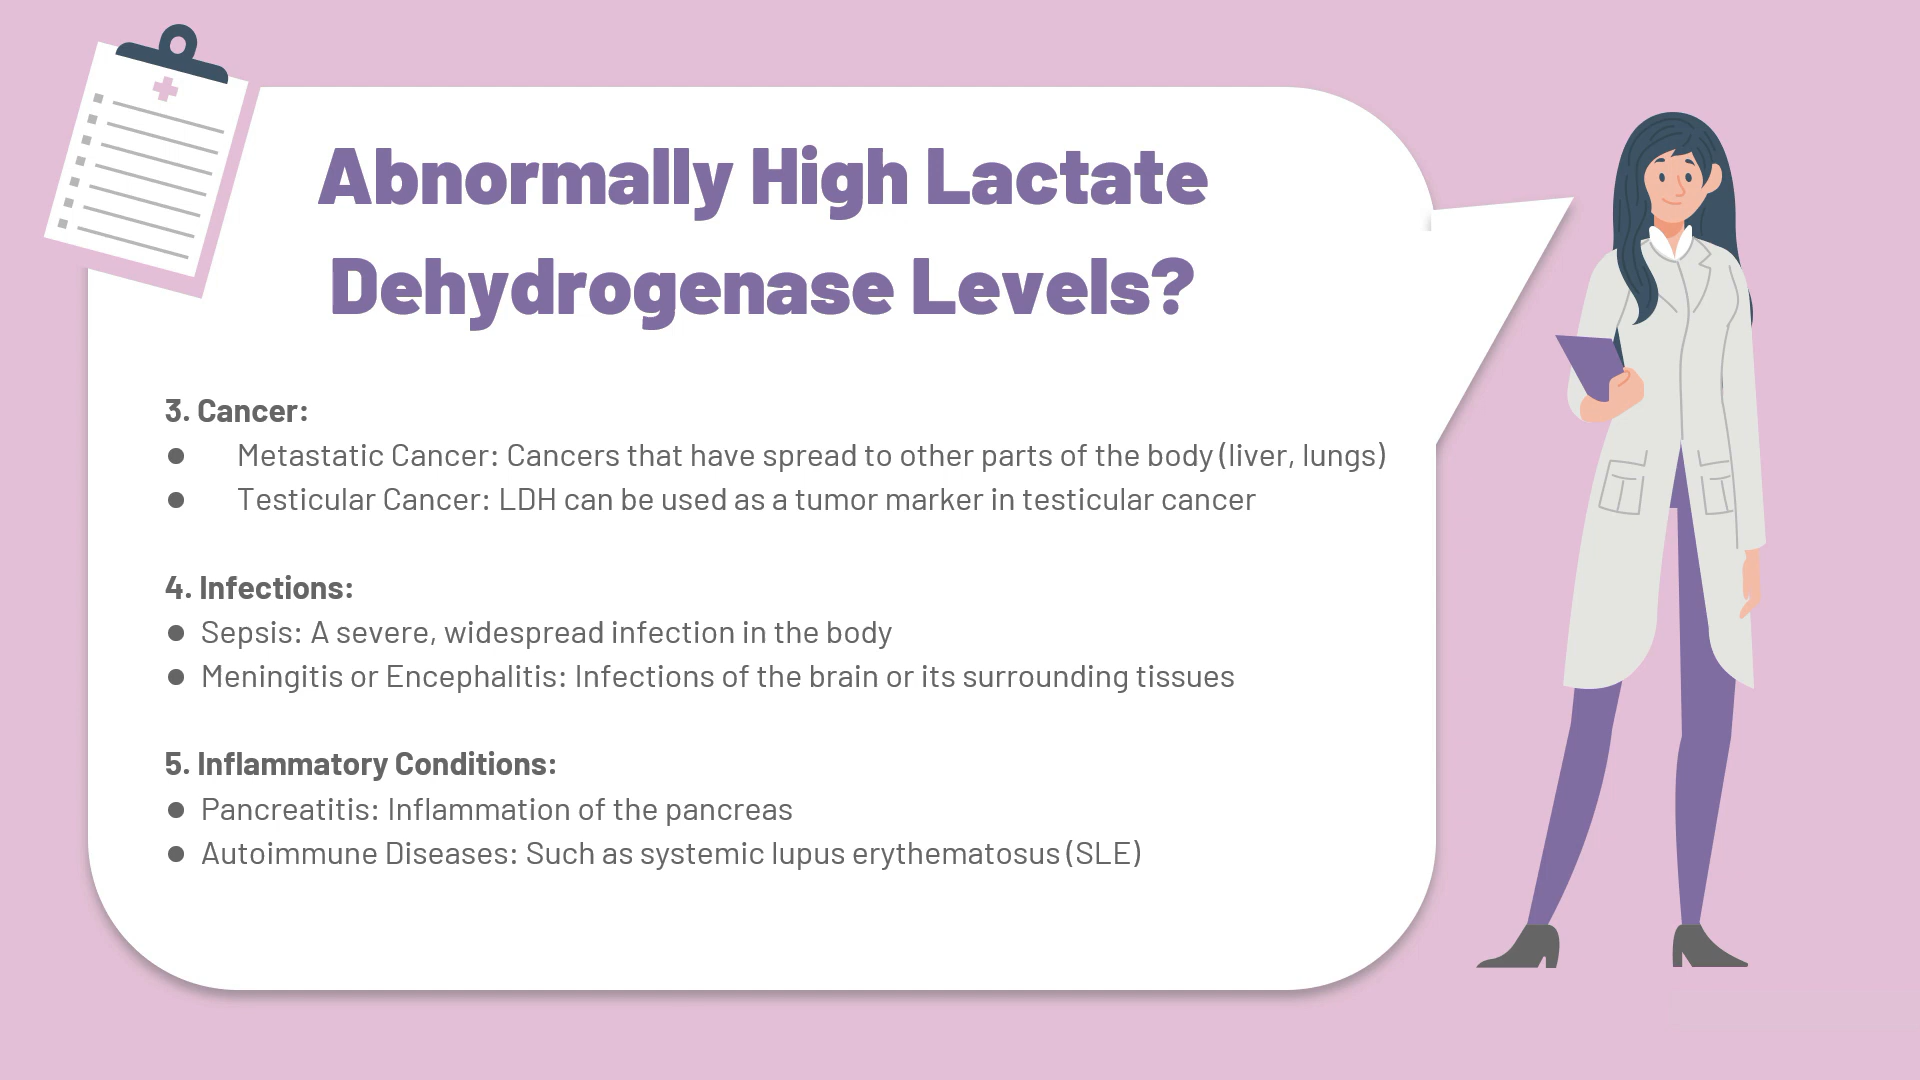 Abnormally High Lactate
Dehydrogenase Levels?
3. Cancer:
● Metastatic Cancer: Cancers that have spread to other parts of the body (liver, lungs)
● Testicular Cancer: LDH can be used as a tumor marker in testicular cancer
4. Infections:
● Sepsis: A severe, widespread infection in the body
● Meningitis or Encephalitis: Infections of the brain or its surrounding tissues
5. Inflammatory Conditions:
● Pancreatitis: Inflammation of the pancreas
● Autoimmune Diseases: Such as systemic lupus erythematosus (SLE)